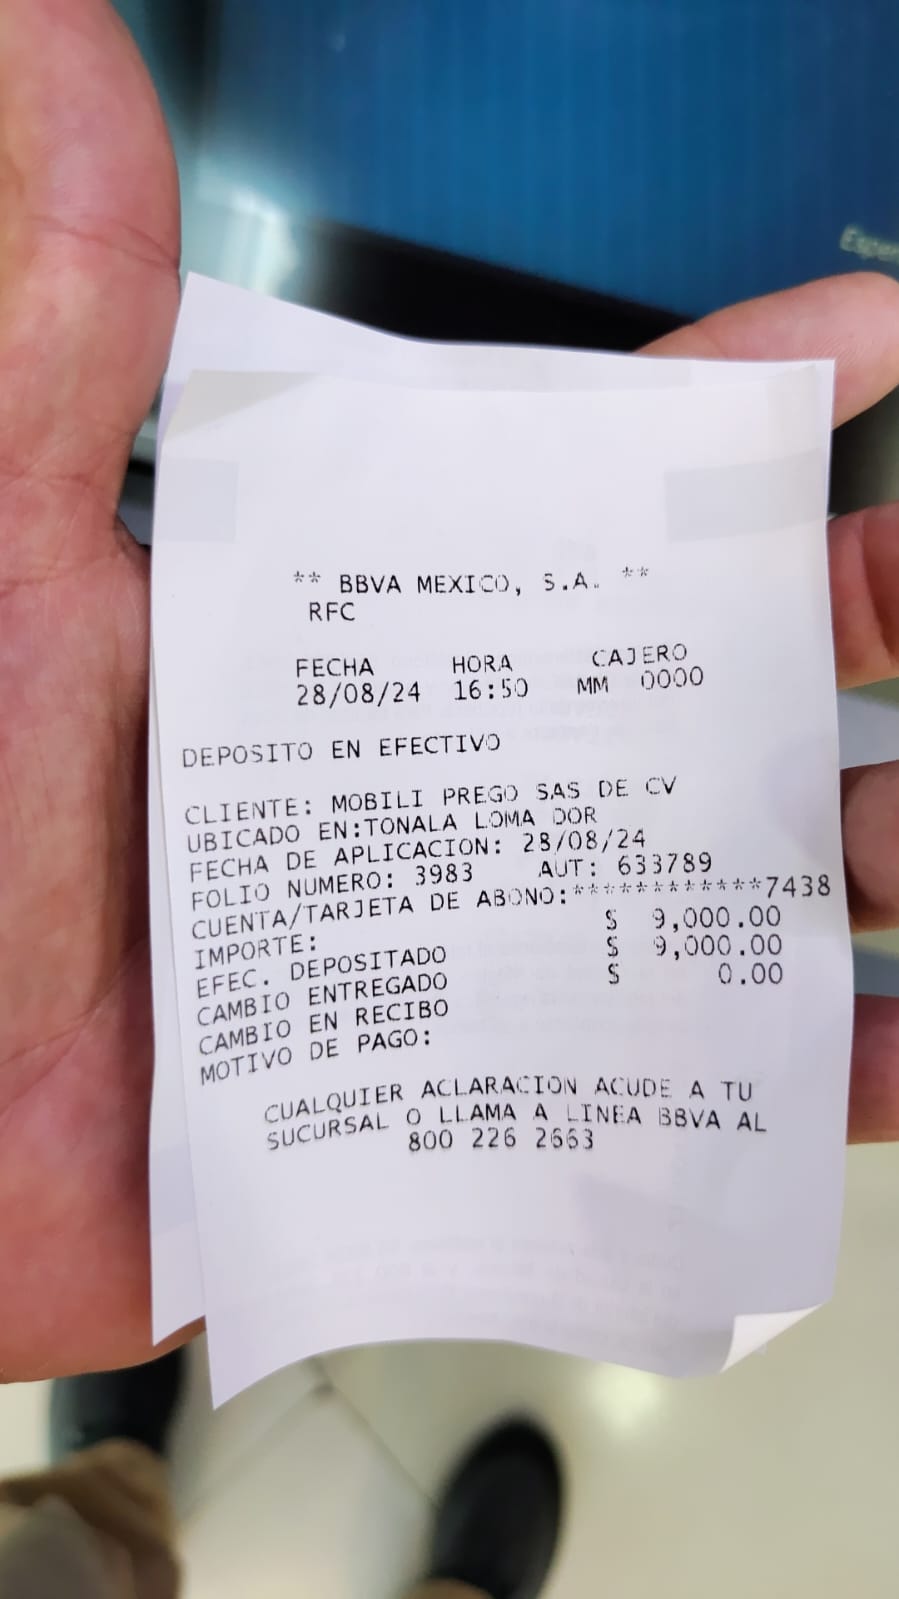 Esper
** BBVA MEXICO, S.A. **
RFC
FECHA HORA CAJERO
28/08/24 16:50 MM 0000
DEPOSITO EN EFECTIVO
CLIENTE: MOBILI PREGO SAS DE CV
UBICADO EN:TONALA LOMA DOR
FECHA DE APLICACION: 28/08/24
FOLIO NUMERO: 3983 AUT: 633789
CUENTA/TARJETA DE ABONO:************7438
IMPORTE: $ 9,000.00
EFEC. DEPOSITADO $ 9,000.00
CAMBIO ENTREGADO $ 0.00
CAMBIO EN RECIBO
MOTIVO DE PAGO:
CUALQUIER ACLARACION ACUDE A TU
SUCURSAL O LLAMA A LINEA BBVA AL
800 226 2663